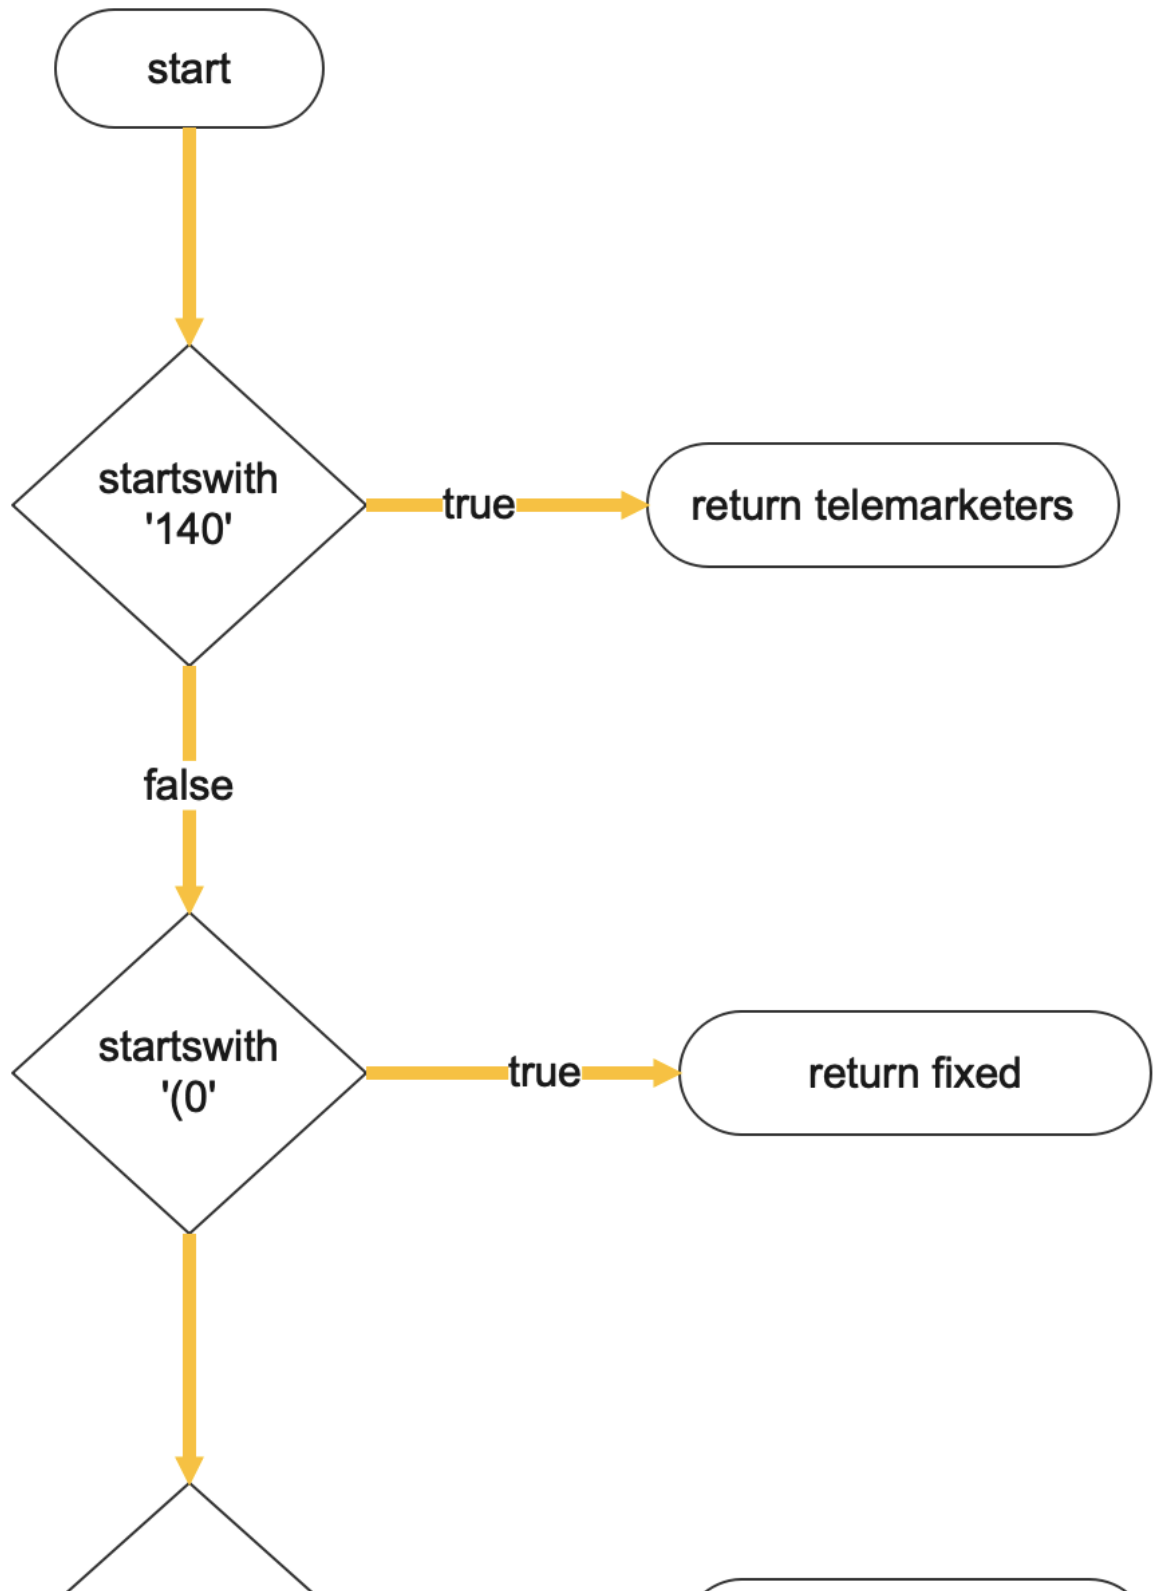 start
startswith
'140'
true
return telemarketers
false
startswith
'(0'
true
return fixed